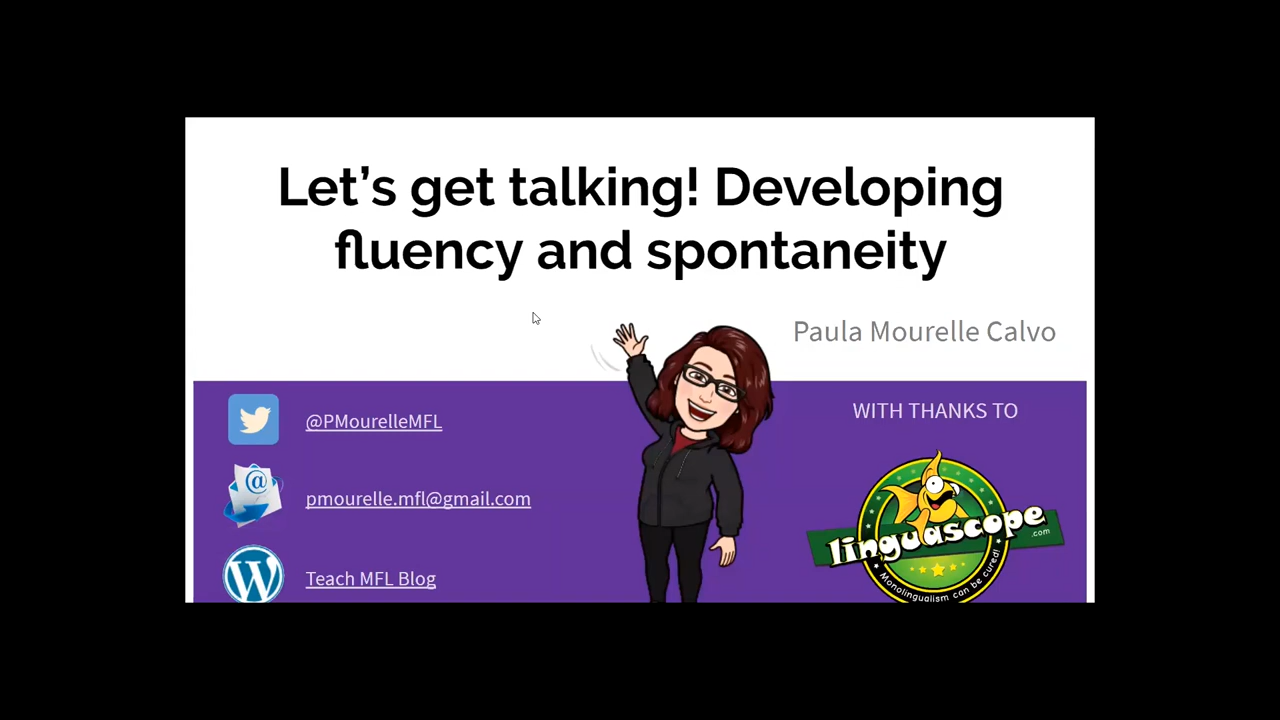 Let’s get talking! Developing
fluency and spontaneity
Paula Mourelle Calvo
@PMourelleMFL
pmourelle.mfl@gmail.com
Teach MFL Blog
WITH THANKS TO
linguascope
.com
Monolingualism can be cured!